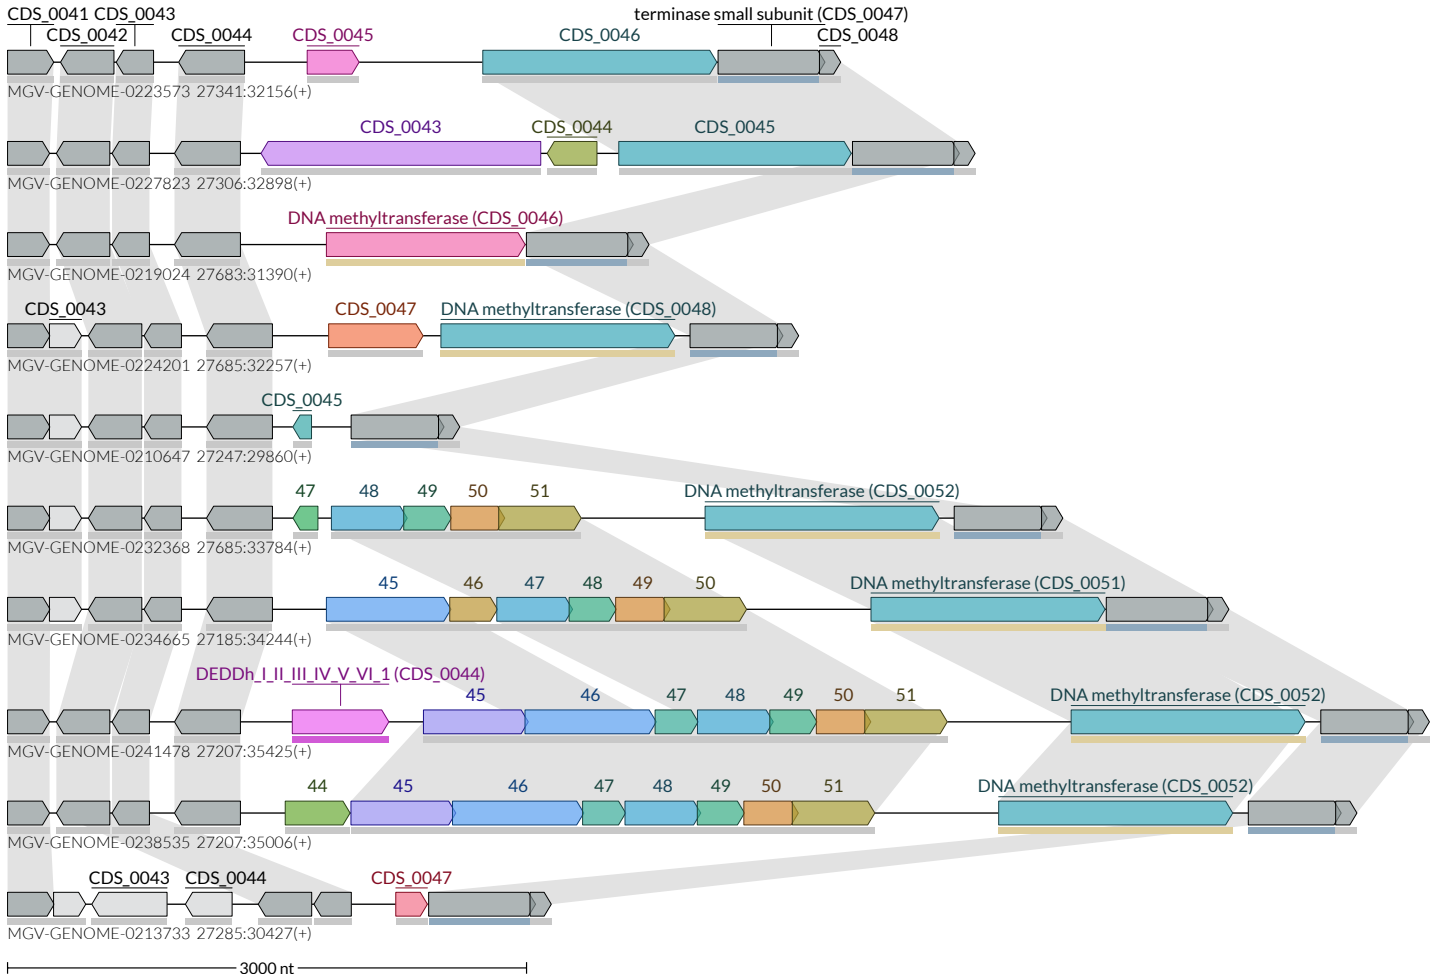 CDS_0041 CDS_0043 terminase small subunit (CDS_0047)
CDS_0042 CDS_0044 CDS_0045 CDS_0046 CDS_0048
MGV-GENOME-0223573 27341:32156(+)
CDS_0043 CDS_0044 CDS_0045
MGV-GENOME-0227823 27306:32898(+)
DNA methyltransferase (CDS_0046)
MGV-GENOME-0219024 27683:31390(+)
CDS_0043 CDS_0047 DNA methyltransferase (CDS_0048)
MGV-GENOME-0224201 27685:32257(+)
CDS_0045
MGV-GENOME-0210647 27247:29860(+)
47 48 49 50 51 DNA methyltransferase (CDS_0052)
MGV-GENOME-0232368 27685:33784(+)
45 46 47 48 49 50 DNA methyltransferase (CDS_0051)
MGV-GENOME-0234665 27185:34244(+)
DEDDh_I_II_III_IV_V_VI_1 (CDS_0044)
45 46 47 48 49 50 51 DNA methyltransferase (CDS_0052)
MGV-GENOME-0241478 27207:35425(+)
44 45 46 47 48 49 50 51 DNA methyltransferase (CDS_0052)
MGV-GENOME-0238535 27207:35006(+)
CDS_0043 CDS_0044 CDS_0047
MGV-GENOME-0213733 27285:30427(+)
3000 nt